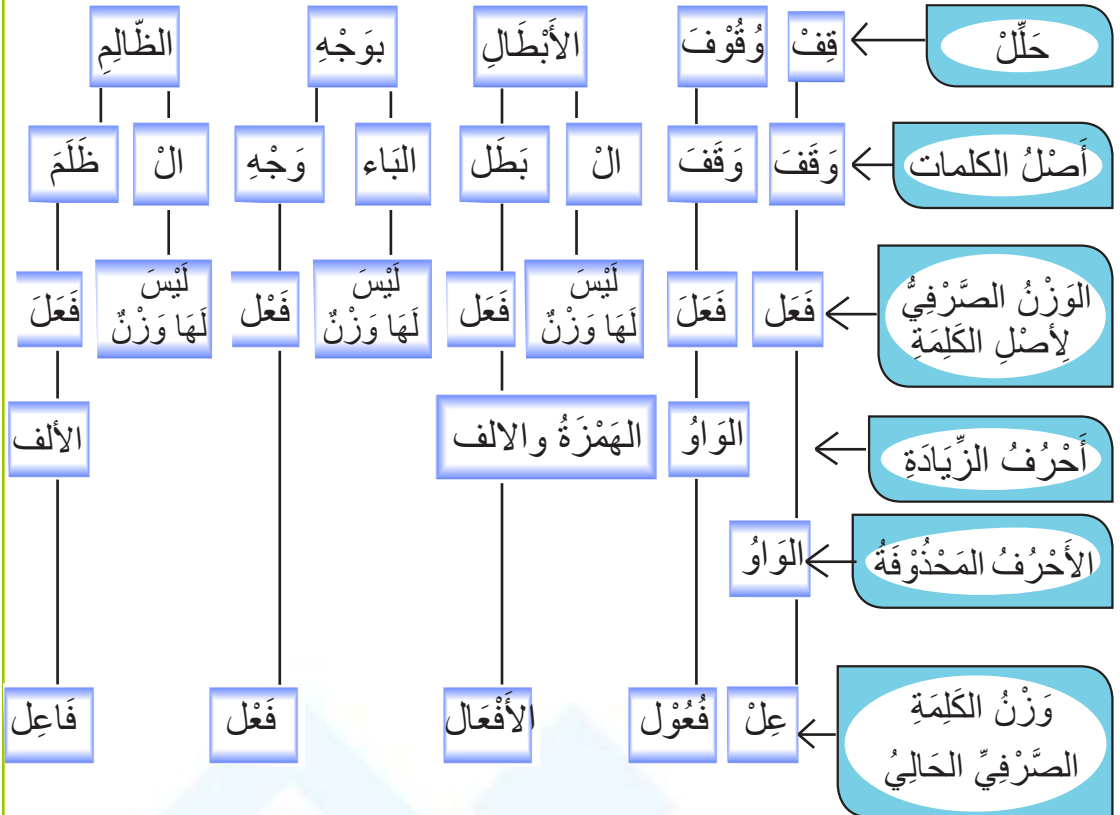 حَلِّلْ
قِفْ
وُقُوْفَ
الأَبْطَالِ
بوَجْهِ
الظّالِمِ
أَصْلُ الكلمات
وَقَفَ
وَقَفَ
الْ
بَطَل
البَاء
وَجْهِ
الْ
ظَلَمَ
الوَزْنُ الصَّرْفِيُّ
لِأصْلِ الكَلِمَةِ
فَعَل
فَعَلَ
لَيْسَ
لَهَا وَزْنٌ
فَعَل
لَيْسَ
لَهَا وَزْنٌ
فَعْل
لَيْسَ
لَهَا وَزْنٌ
فَعَلَ
أَحْرُفُ الزِّيَادَةِ
الوَاوُ
الهَمْزَةُ والالف
الألف
الأَحْرُفُ المَحْذُوْفَةُ
الوَاوُ
وَزْنُ الكَلِمَةِ
الصَّرْفِيِّ الحَالِيُ
عِلْ
فُعُوْل
الأَفْعَال
فَعْل
فَاعِل